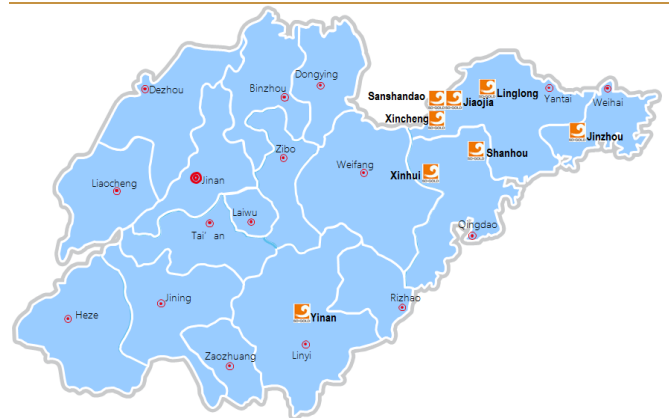 Dongying
Dezhou
Binzhou
Sanshandao
Jiaojia
Linglong
Yantai
Weihai
Xincheng
Jinzhou
Zibo
Shanhou
Weifang
Xinhui
Jinan
Liaocheng
Laiwu
Tai' an
Qingdao
Jining
Rizhao
Heze
Yinan
Linyi
Zaozhuang